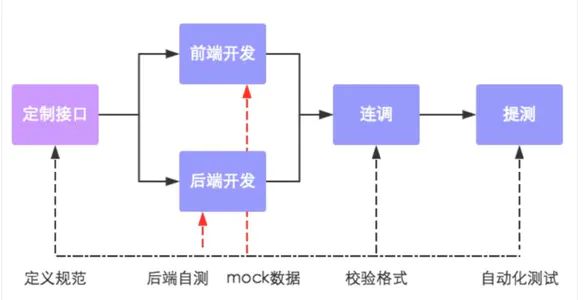 前端开发
定制接口
连调
提测
后端开发
定义规范
后端自测
mock数据
校验格式
自动化测试